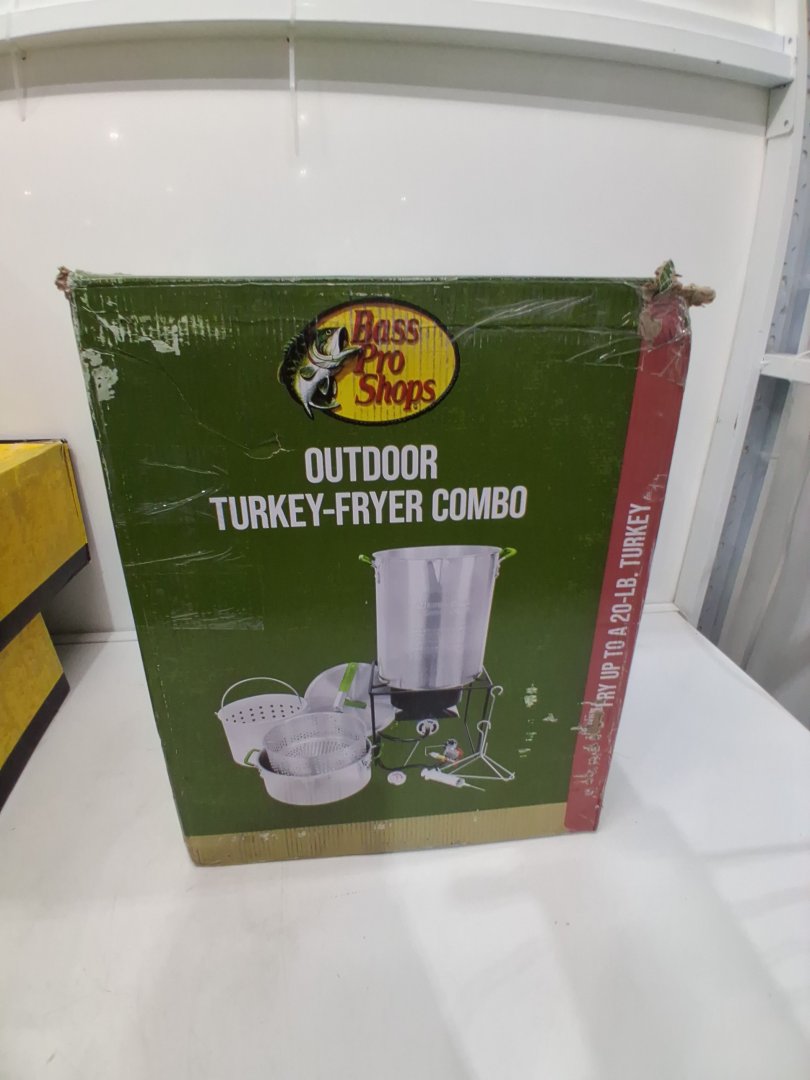 Bass
Pro
Shops
OUTDOOR
TURKEY-FRYER COMBO
FRY UP TO A 20-LB. TURKEY